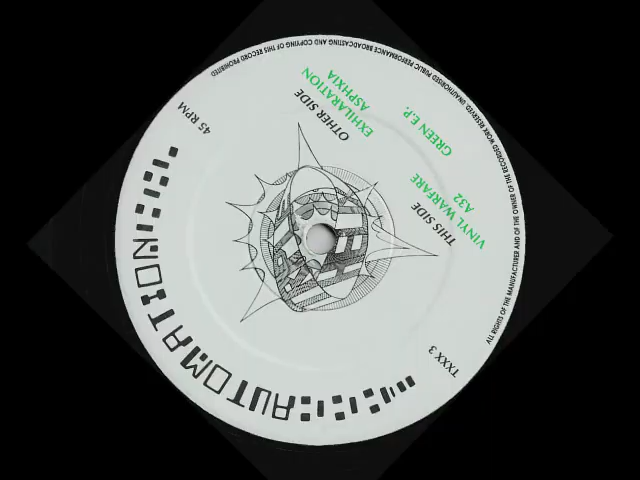 AUTOMATION
45 RPM
TXXX 3
GREEN E.P.
THIS SIDE
VINYL WARFARE
A32
OTHER SIDE
EXHILARATION
ASPHXIA
ALL RIGHTS OF THE MANUFACTURER AND OF THE OWNER OF THE RECORDED WORK RESERVED. UNAUTHORISED PUBLIC PERFORMANCE BROADCASTING AND COPYING OF THIS RECORD PROHIBITED